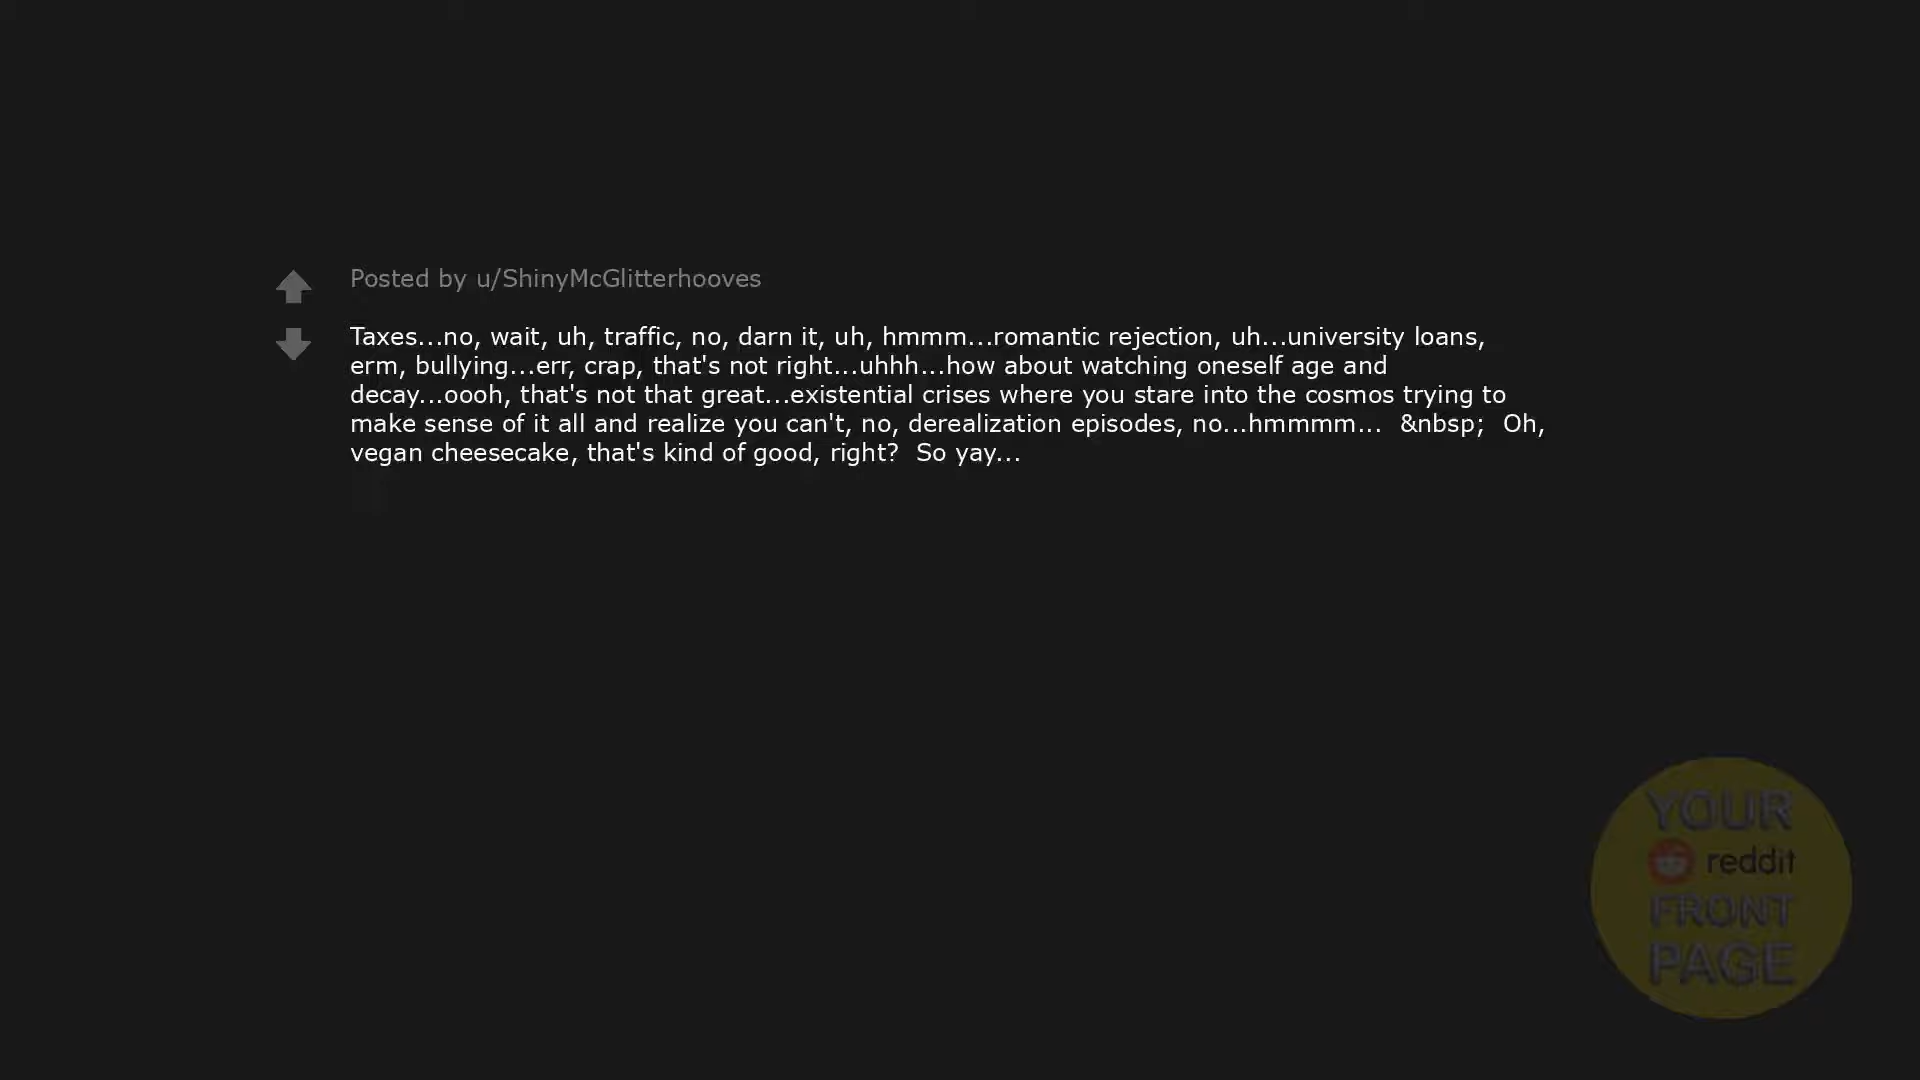 Posted by u/ShinyMcGlitterhooves
Taxes...no, wait, uh, traffic, no, darn it, uh, hmmm...romantic rejection, uh...university loans,
erm, bullying...err, crap, that's not right...uhhh...how about watching oneself age and
decay...oooh, that's not that great...existential crises where you stare into the cosmos trying to
make sense of it all and realize you can't, no, derealization episodes, no...hmmmm...  &nbsp;  Oh,
vegan cheesecake, that's kind of good, right?  So yay...
YOUR
reddit
FRONT
PAGE